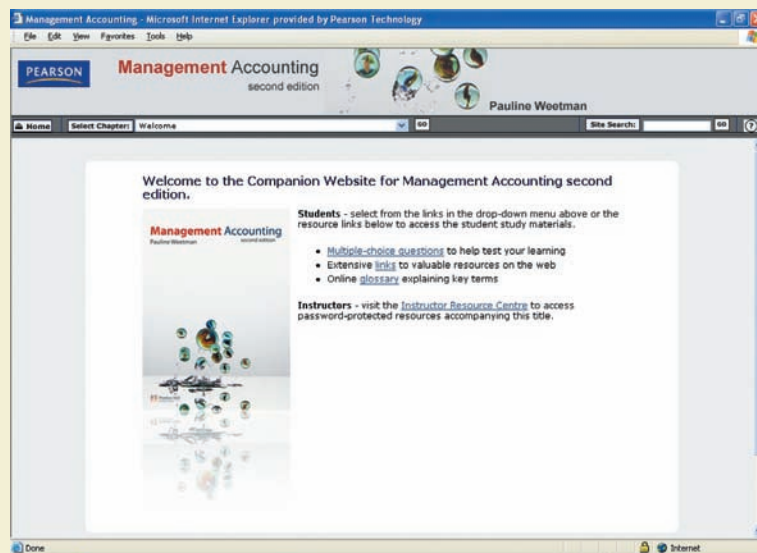 Management Accounting - Microsoft Internet Explorer provided by Pearson Technology
File Edit View Favorites Tools Help
PEARSON
Management Accounting
second edition
Pauline Weetman
Home Select Chapter: Welcome GO Site Search: GO ?
Welcome to the Companion Website for Management Accounting second
edition.
Management Accounting
Pauline Weetman second edition
Students - select from the links in the drop-down menu above or the
resource links below to access the student study materials.
• Multiple-choice questions to help test your learning
• Extensive links to valuable resources on the web
• Online glossary explaining key terms
Instructors - visit the Instructor Resource Centre to access
password-protected resources accompanying this title.
Done Internet